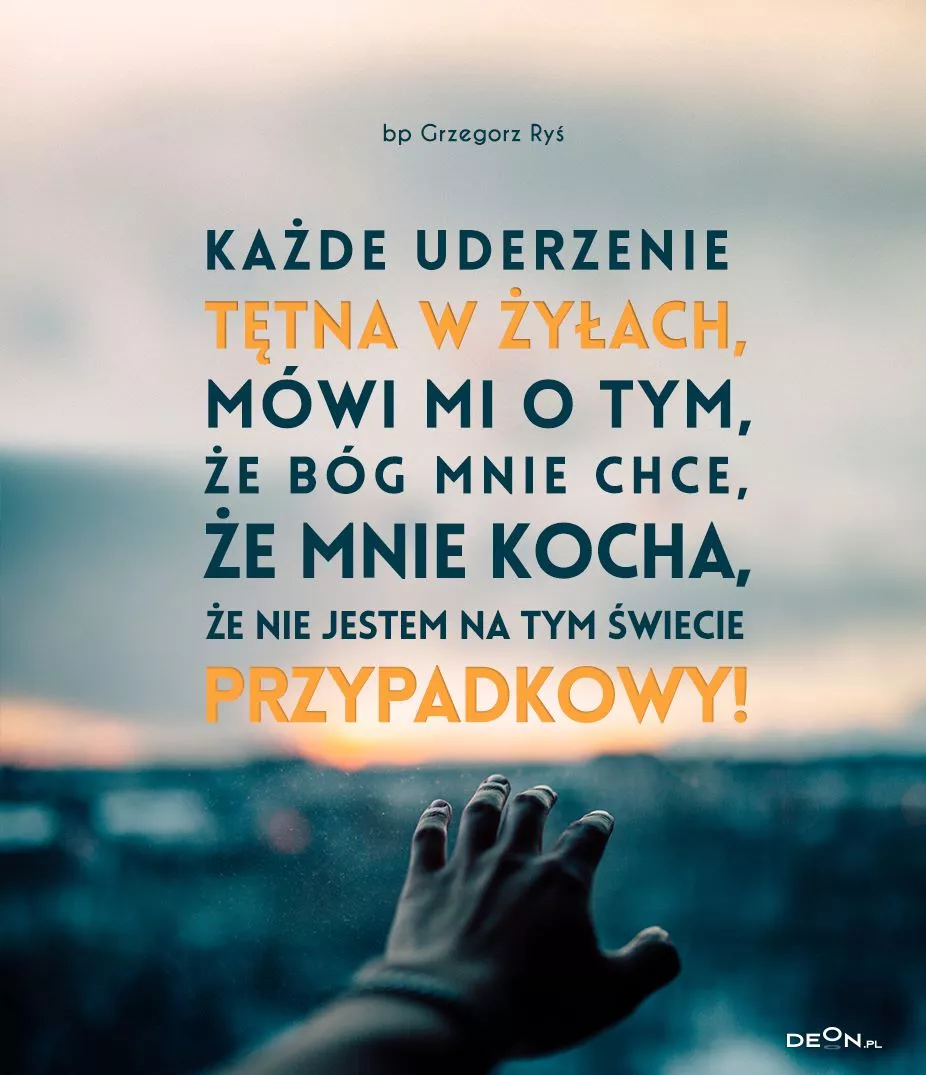 bp Grzegorz Ryś
KAŻDE UDERZENIE
TĘTNA W ŻYŁACH,
MÓWI MI O TYM,
ŻE BÓG MNIE CHCE,
ŻE MNIE KOCHA,
ŻE NIE JESTEM NA TYM ŚWIECIE
PRZYPADKOWY!
DEON.PL